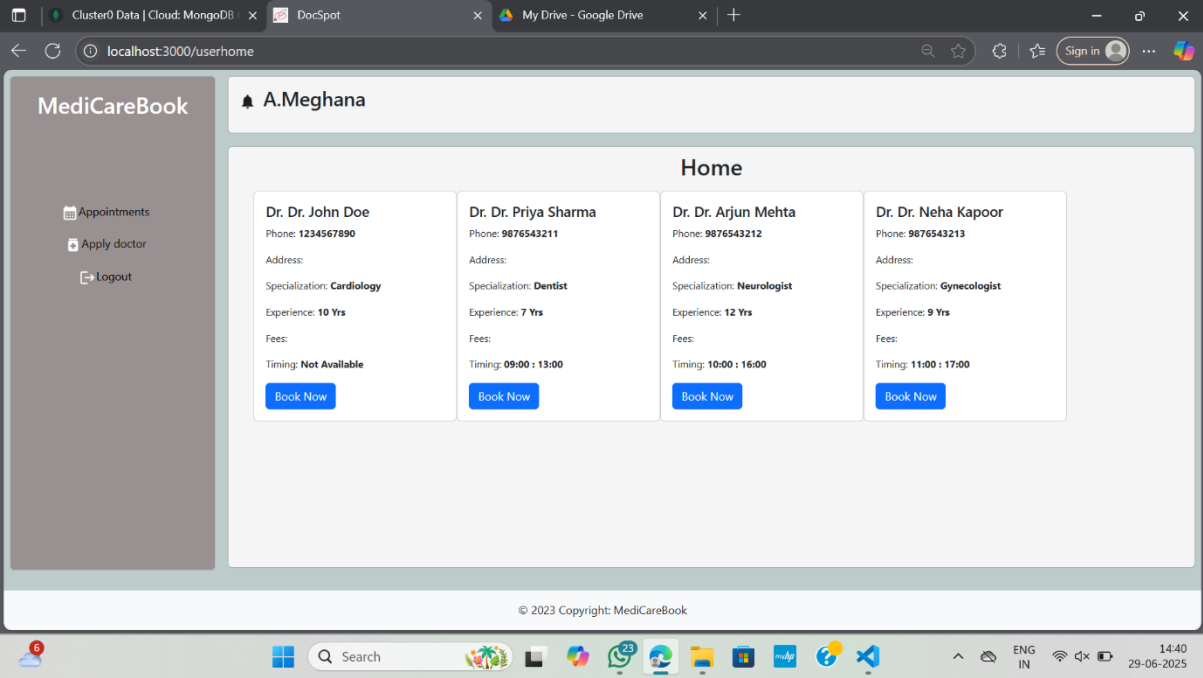 Cluster0 Data | Cloud: MongoDB C
DocSpot
My Drive - Google Drive
localhost:3000/userhome
Sign in
MediCareBook
Appointments
Apply doctor
Logout
A.Meghana
Home
Dr. Dr. John Doe
Phone: 1234567890
Address:
Specialization: Cardiology
Experience: 10 Yrs
Fees:
Timing: Not Available
Book Now
Dr. Dr. Priya Sharma
Phone: 9876543211
Address:
Specialization: Dentist
Experience: 7 Yrs
Fees:
Timing: 09:00 : 13:00
Book Now
Dr. Dr. Arjun Mehta
Phone: 9876543212
Address:
Specialization: Neurologist
Experience: 12 Yrs
Fees:
Timing: 10:00 : 16:00
Book Now
Dr. Dr. Neha Kapoor
Phone: 9876543213
Address:
Specialization: Gynecologist
Experience: 9 Yrs
Fees:
Timing: 11:00 : 17:00
Book Now
© 2023 Copyright: MediCareBook
6
Search
23
myhp
ENG
IN
14:40
29-06-2025